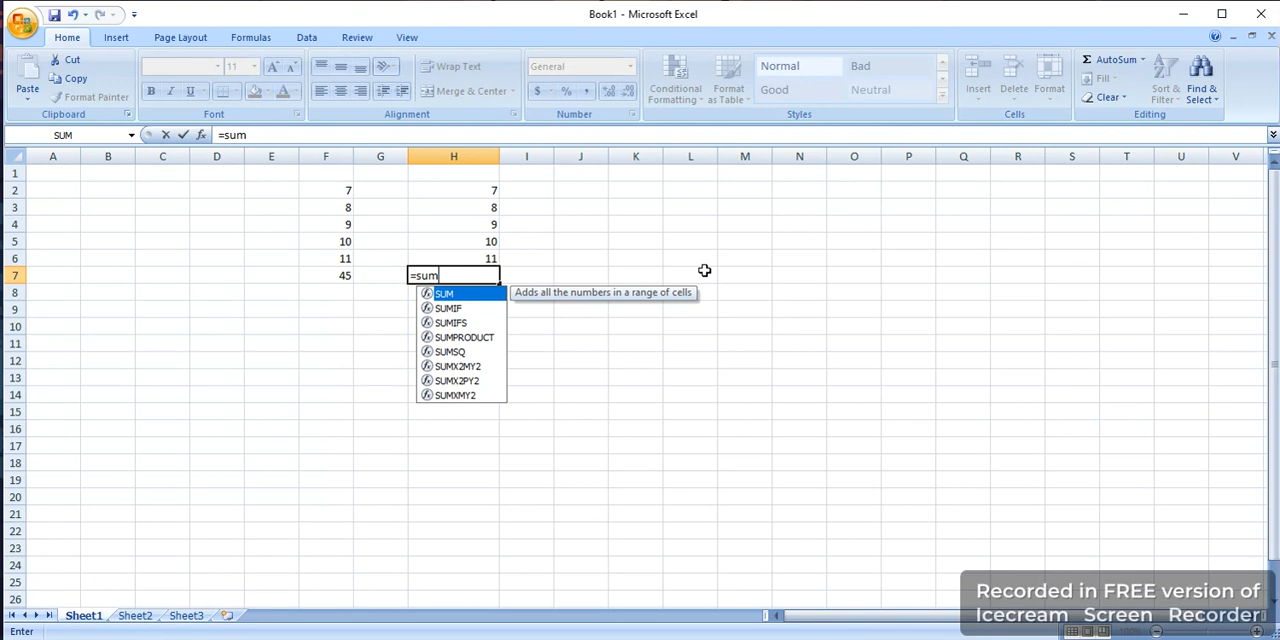 Book1 - Microsoft Excel
Home Insert Page Layout Formulas Data Review View
Paste
Cut
Copy
Format Painter
Clipboard
11
B I U
Font
Wrap Text
Merge & Center
Alignment
General
$ % ,
Number
Conditional Formatting
Format as Table
Normal Bad
Good Neutral
Styles
Insert Delete Format
Cells
Σ AutoSum
Fill
Clear
Sort & Filter
Find & Select
Editing
SUM fx =sum
A B C D E F G H I J K L M N O P Q R S T U V
1
2 7 7
3 8 8
4 9 9
5 10 10
6 11 11
7 45 =sum
8 SUM Adds all the numbers in a range of cells
9 SUMIF
10 SUMIFS
11 SUMPRODUCT
12 SUMSQ
SUMX2MY2
13 SUMX2PY2
14 SUMXMY2
15
16
17
18
19
20
21
22
23
24
25
26
Recorded in FREE version of
Icecream Screen Recorder
Sheet1 Sheet2 Sheet3
Enter